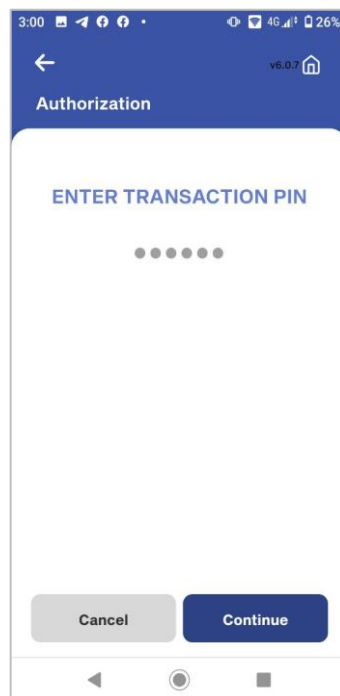 3:00 4G 26%
v6.0.7
Authorization
ENTER TRANSACTION PIN
Cancel Continue